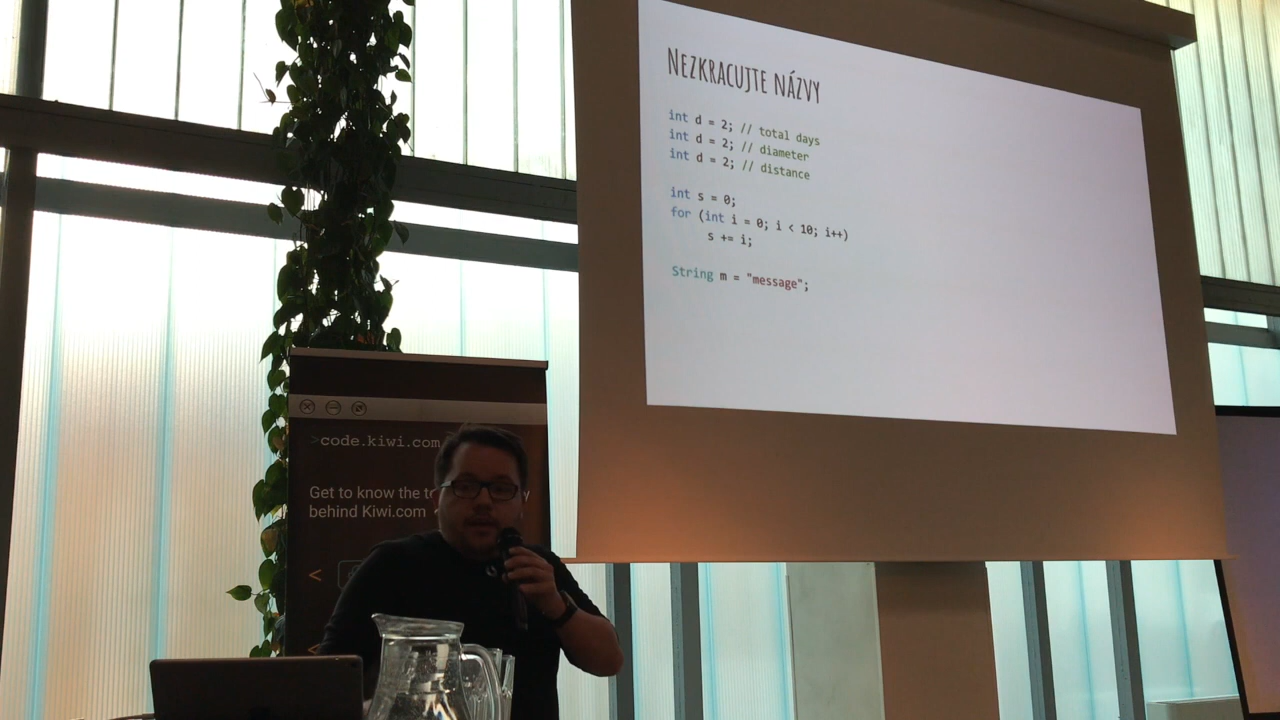 NEZKRACUJTE NÁZVY
int d = 2; // total days
int d = 2; // diameter
int d = 2; // distance
int s = 0;
for (int i = 0; i < 10; i++)
s += i;
String m = "message";
>code.kiwi.com
Get to know the
behind Kiwi.com
<
<